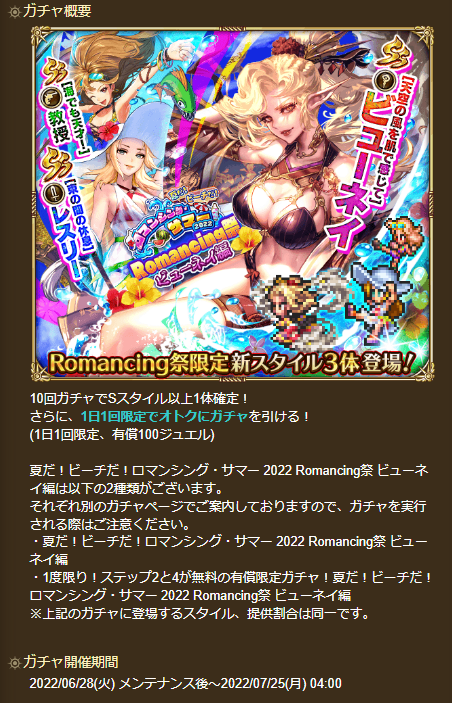 ガチャ概要
SS
[海でも天才!]
教授
SS
[束の間の休息]
レスリー
SS
[天空の風を肌で感じて]
ビューネイ
夏だ!ビーチだ!
ロマンシング・
サマー
2022
Romancing祭
ビューネイ編
Romancing祭限定新スタイル3体登場!
10回ガチャでSスタイル以上1体確定!
さらに、1日1回限定でオトクにガチャを引ける!
(1日1回限定、有償100ジュエル)
夏だ!ビーチだ!ロマンシング・サマー 2022 Romancing祭 ビューネ
イ編は以下の2種類がございます。
それぞれ別のガチャページでご案内しておりますので、ガチャを実行
される際はご注意ください。
・夏だ!ビーチだ!ロマンシング・サマー 2022 Romancing祭 ビュー
ネイ編
・1度限り!ステップ2と4が無料の有償限定ガチャ!夏だ!ビーチだ!
ロマンシング・サマー 2022 Romancing祭 ビューネイ編
※上記のガチャに登場するスタイル、提供割合は同一です。
ガチャ開催期間
2022/06/28(火) メンテナンス後～2022/07/25(月) 04:00